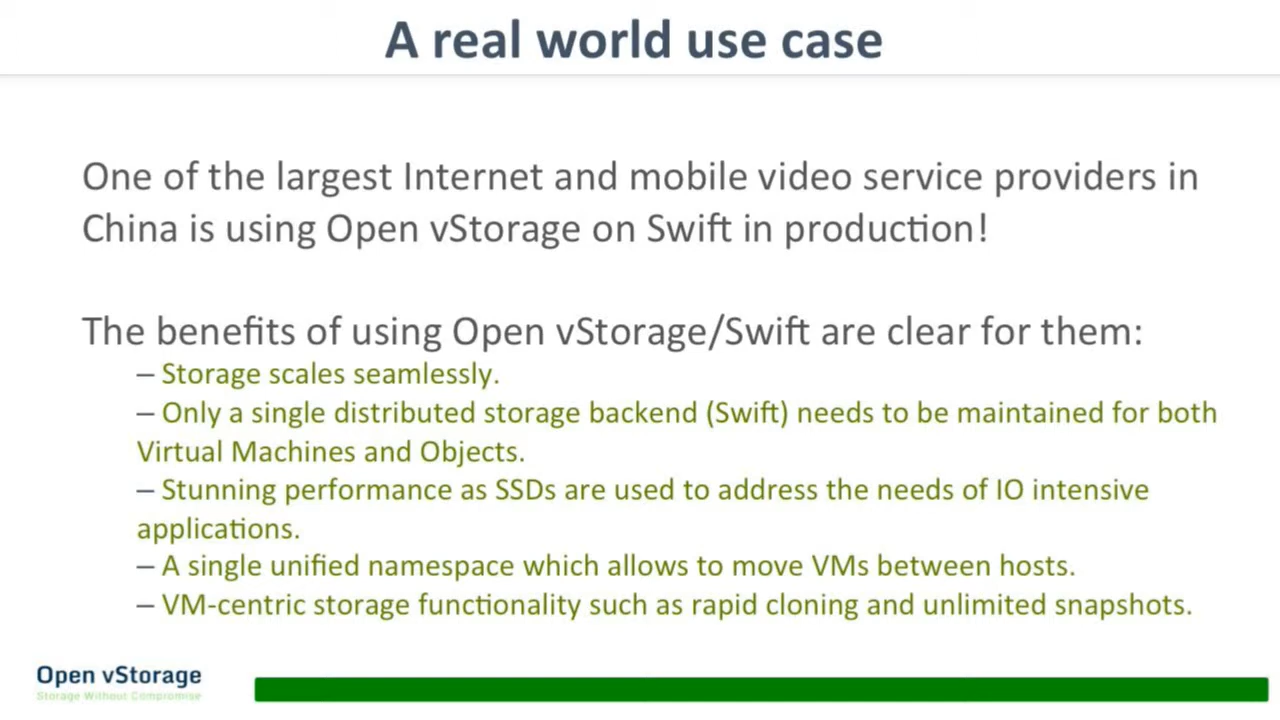 A real world use case
One of the largest Internet and mobile video service providers in
China is using Open vStorage on Swift in production!
The benefits of using Open vStorage/Swift are clear for them:
– Storage scales seamlessly.
– Only a single distributed storage backend (Swift) needs to be maintained for both
Virtual Machines and Objects.
– Stunning performance as SSDs are used to address the needs of IO intensive
applications.
– A single unified namespace which allows to move VMs between hosts.
– VM-centric storage functionality such as rapid cloning and unlimited snapshots.
Open vStorage
Storage Without Compromise